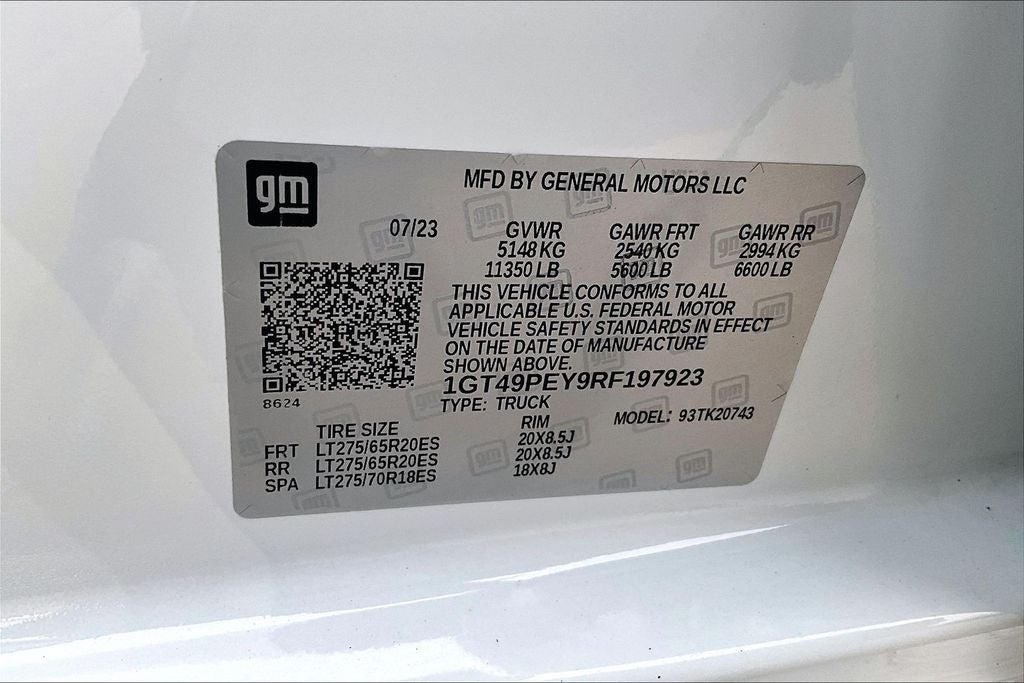 gm
MFD BY GENERAL MOTORS LLC
07/23 GVWR GAWR FRT GAWR RR
5148 KG 2540 KG 2994 KG
11350 LB 5600 LB 6600 LB
THIS VEHICLE CONFORMS TO ALL
APPLICABLE U.S. FEDERAL MOTOR
VEHICLE SAFETY STANDARDS IN EFFECT
ON THE DATE OF MANUFACTURE
SHOWN ABOVE.
1GT49PEY9RF197923
8624
TYPE: TRUCK MODEL: 93TK20743
TIRE SIZE RIM
FRT LT275/65R20ES 20X8.5J
RR LT275/65R20ES 20X8.5J
SPA LT275/70R18ES 18X8J